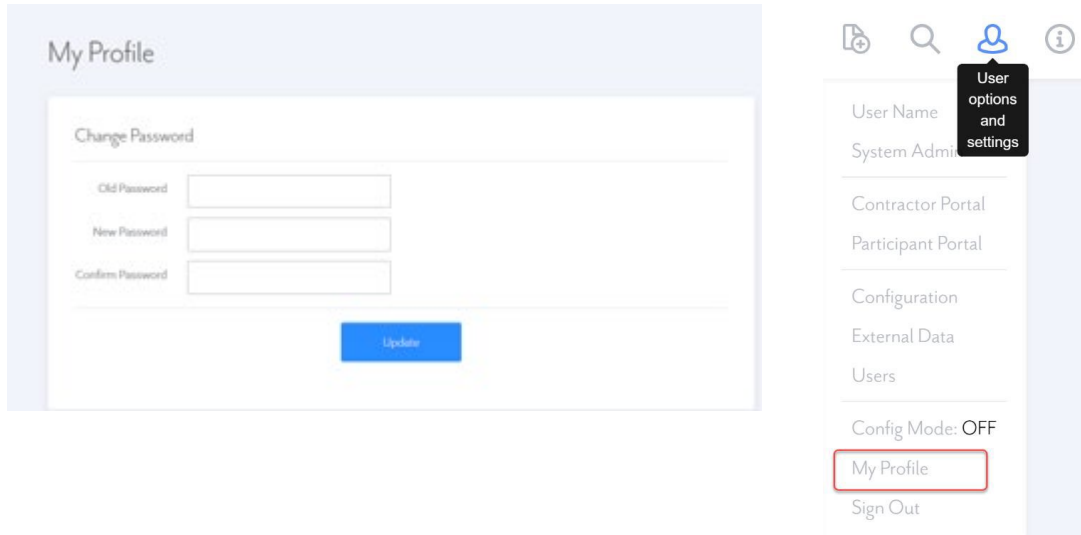 My Profile
Change Password
Old Password
New Password
Confirm Password
Update
User
options
and
settings
User Name
System Admi
Contractor Portal
Participant Portal
Configuration
External Data
Users
Config Mode: OFF
My Profile
Sign Out